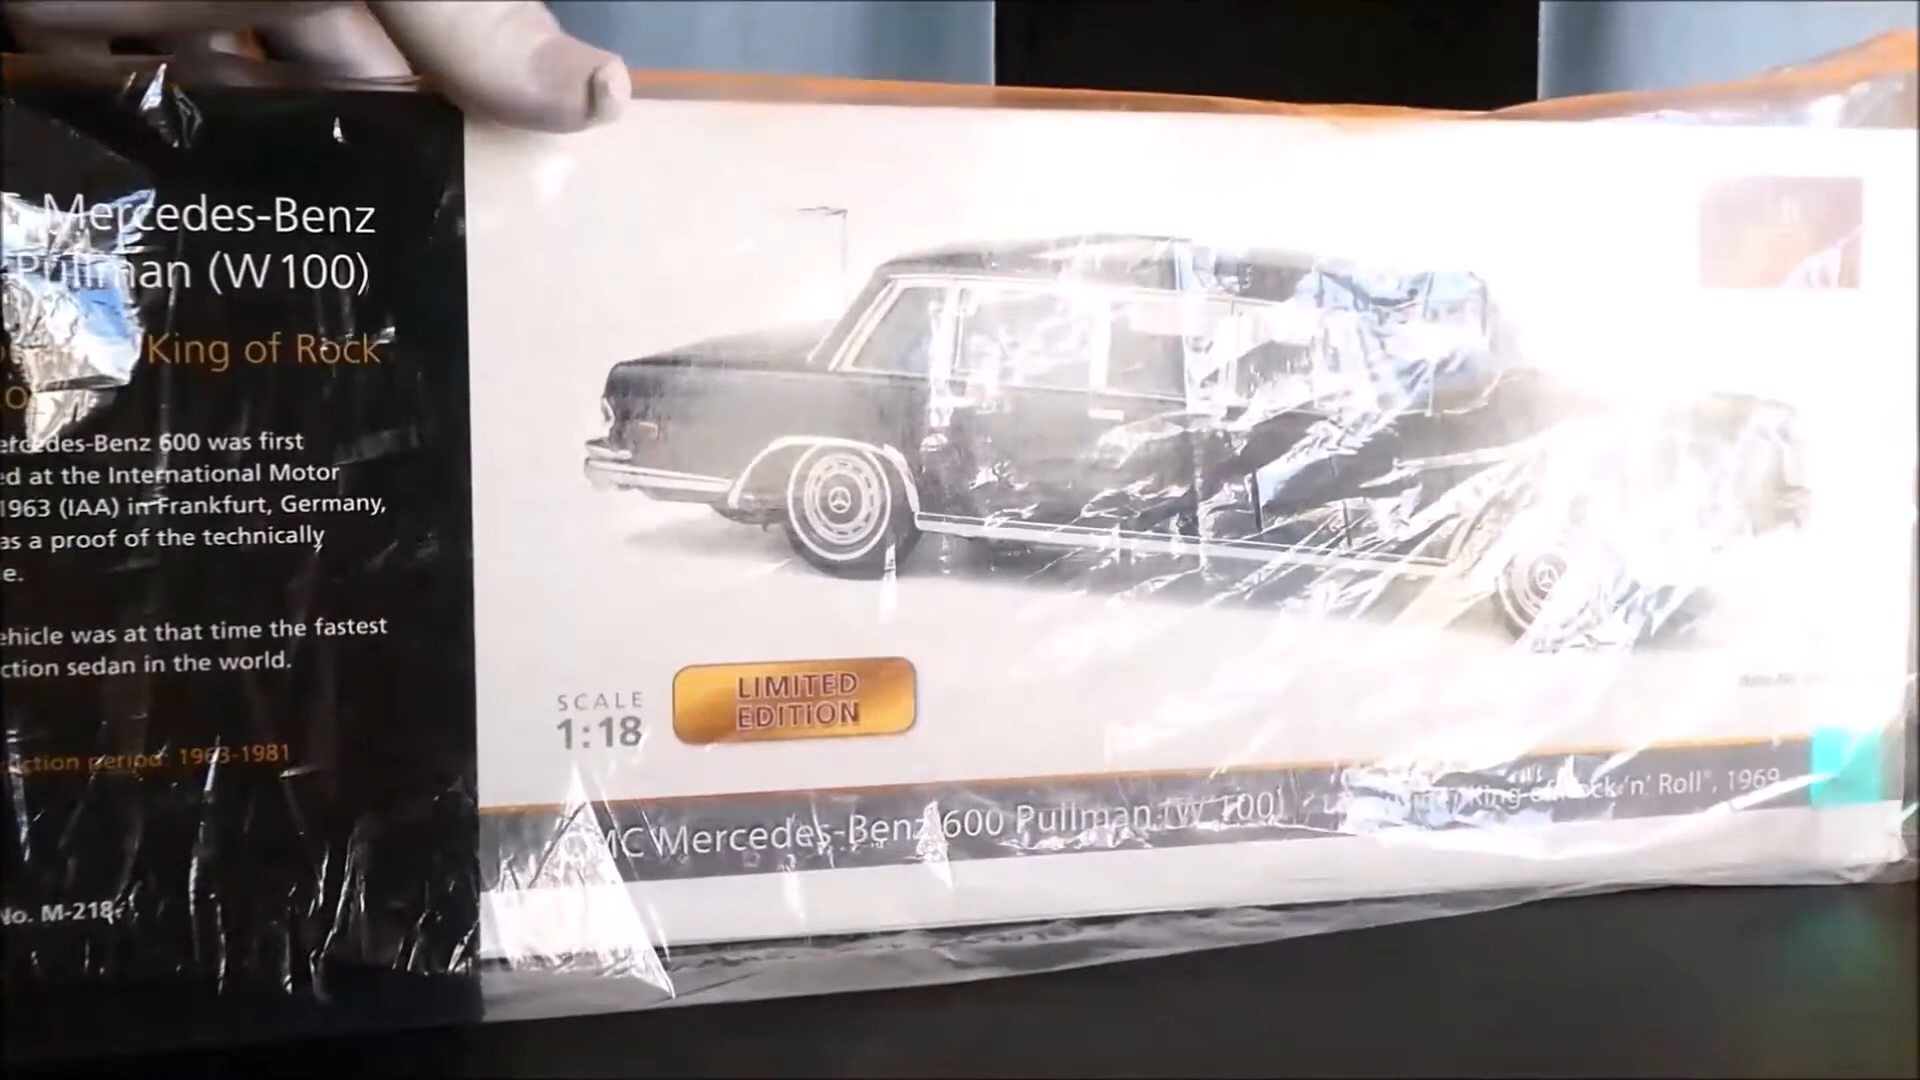 Mercedes-Benz
Pullman (W 100)
King of Rock
ercedes-Benz 600 was first
ed at the International Motor
1963 (IAA) in Frankfurt, Germany,
as a proof of the technically
e.
ehicle was at that time the fastest
ction sedan in the world.
ction period: 1963-1981
No. M-218
SCALE
1:18
LIMITED
EDITION
CMC Mercedes-Benz 600 Pullman (W 100)
King of Rock 'n' Roll", 1969